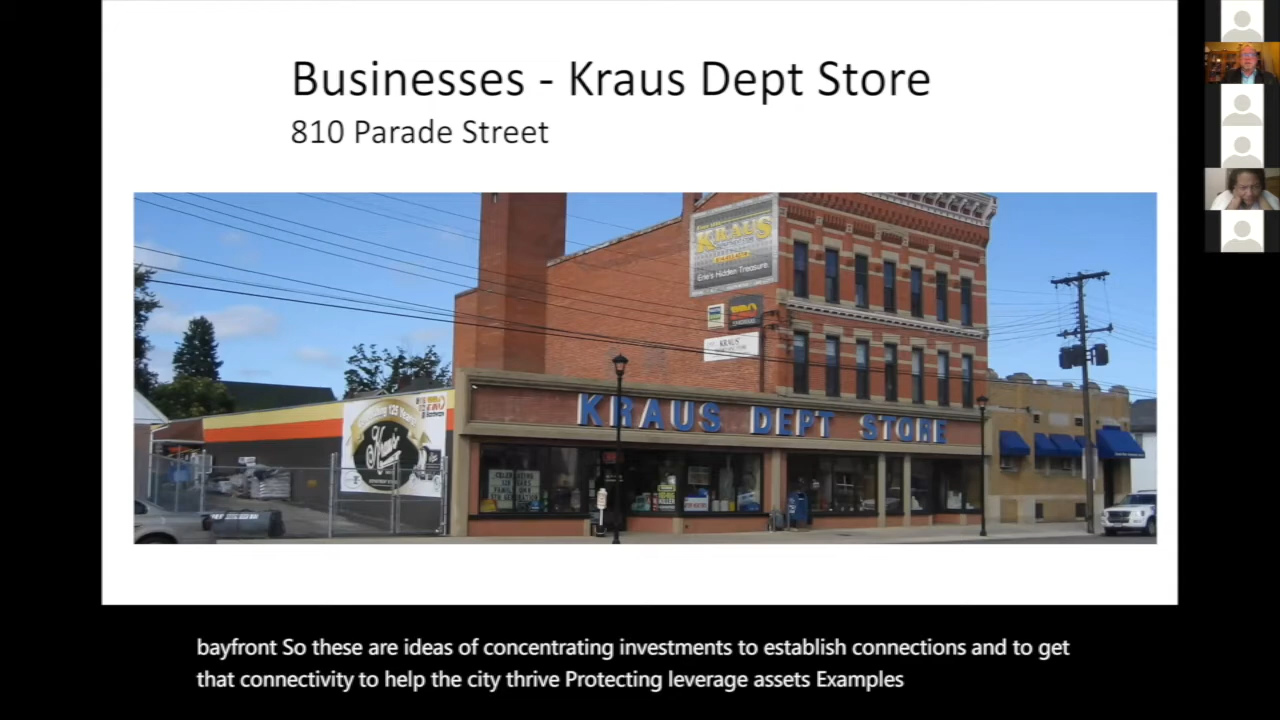 Businesses - Kraus Dept Store
810 Parade Street
KRAUS
Erie's Hidden Treasure
KRAUS
KRAUS DEPT STORE
Kraus
bayfront So these are ideas of concentrating investments to establish connections and to get
that connectivity to help the city thrive Protecting leverage assets Examples